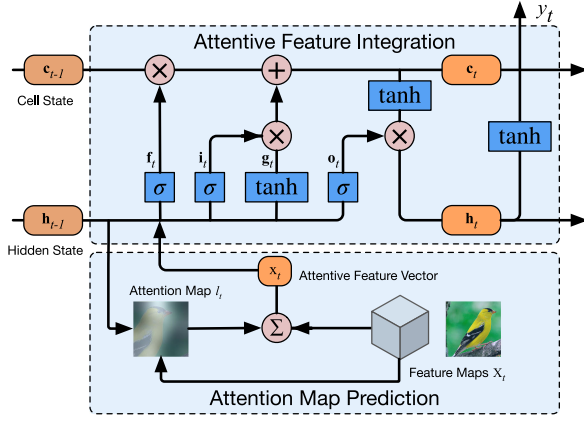 y_t
Attentive Feature Integration
c_{t-1}
×
+
c_t
Cell State
tanh
f_t
i_t
×
g_t
o_t
×
tanh
σ
σ
tanh
σ
h_{t-1}
h_t
Hidden State
x_t
Attentive Feature Vector
Attention Map l_t
Σ
Feature Maps X_t
Attention Map Prediction